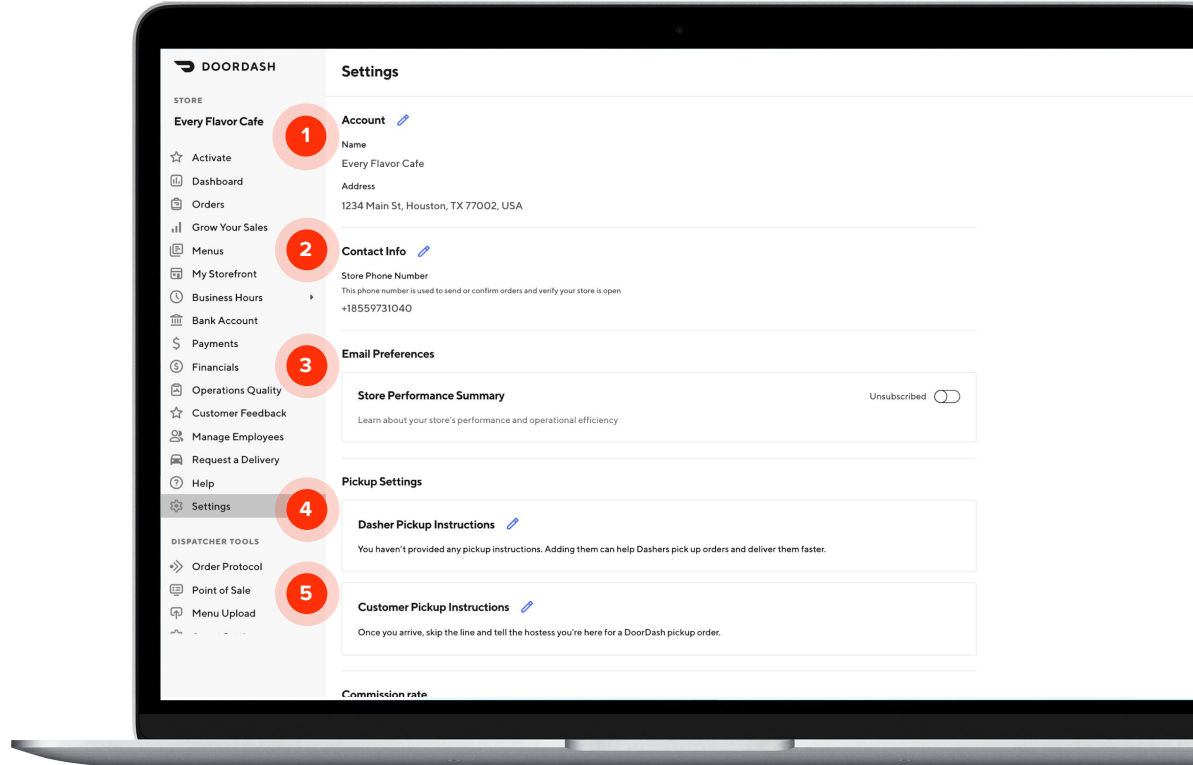 DOORDASH
STORE
Every Flavor Cafe
Activate
Dashboard
Orders
Grow Your Sales
Menus
My Storefront
Business Hours
Bank Account
Payments
Financials
Operations Quality
Customer Feedback
Manage Employees
Request a Delivery
Help
Settings
DISPATCHER TOOLS
Order Protocol
Point of Sale
Menu Upload
Settings
1
Account
Name
Every Flavor Cafe
Address
1234 Main St, Houston, TX 77002, USA
2
Contact Info
Store Phone Number
This phone number is used to send or confirm orders and verify your store is open
+18559731040
3
Email Preferences
Store Performance Summary
Unsubscribed
Learn about your store's performance and operational efficiency
Pickup Settings
4
Dasher Pickup Instructions
You haven't provided any pickup instructions. Adding them can help Dashers pick up orders and deliver them faster.
5
Customer Pickup Instructions
Once you arrive, skip the line and tell the hostess you're here for a DoorDash pickup order.
Commission rate